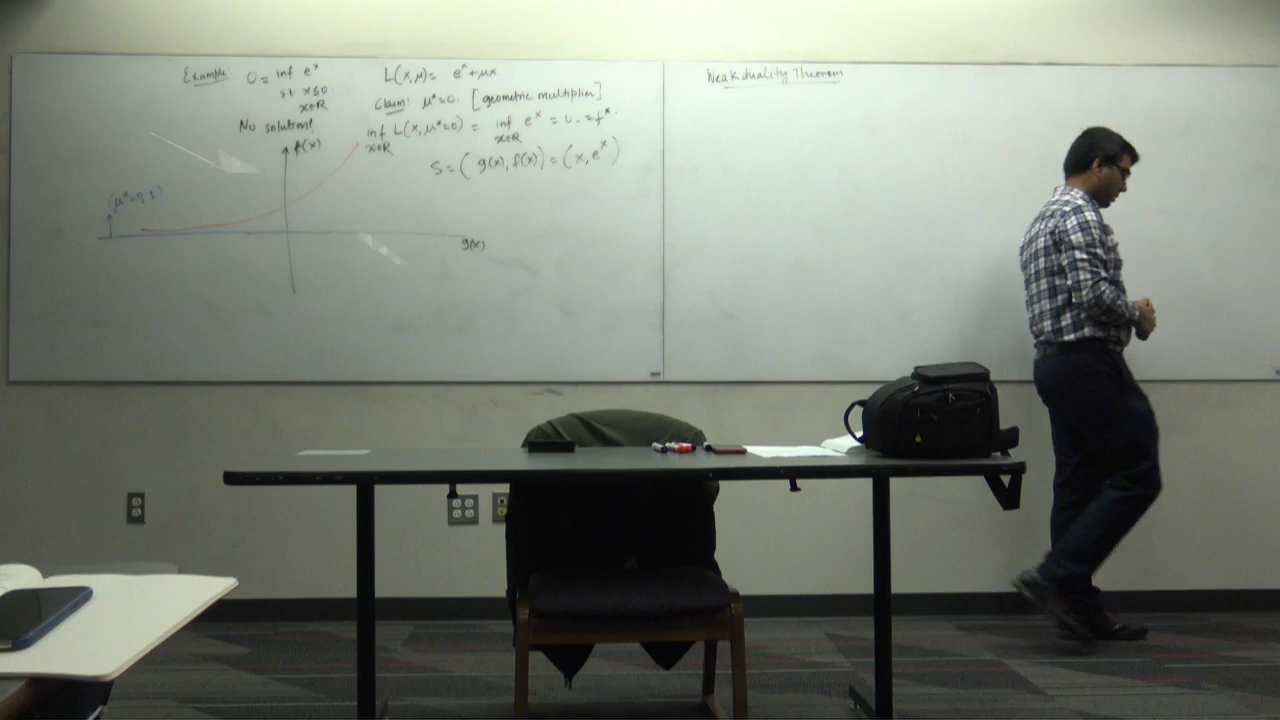 Example: 0 = inf e^x
s.t. x≤0
x∈R
No solution!
L(x,μ) = e^x + μx.
Claim: μ*=0. [geometric multiplier]
inf L(x,μ*=0) = inf e^x = 0 = f*.
x∈R x∈R
S = (g(x), f(x)) = (x, e^x)
f(x)
(μ*=0, 1)
g(x)
Weak duality Theorem